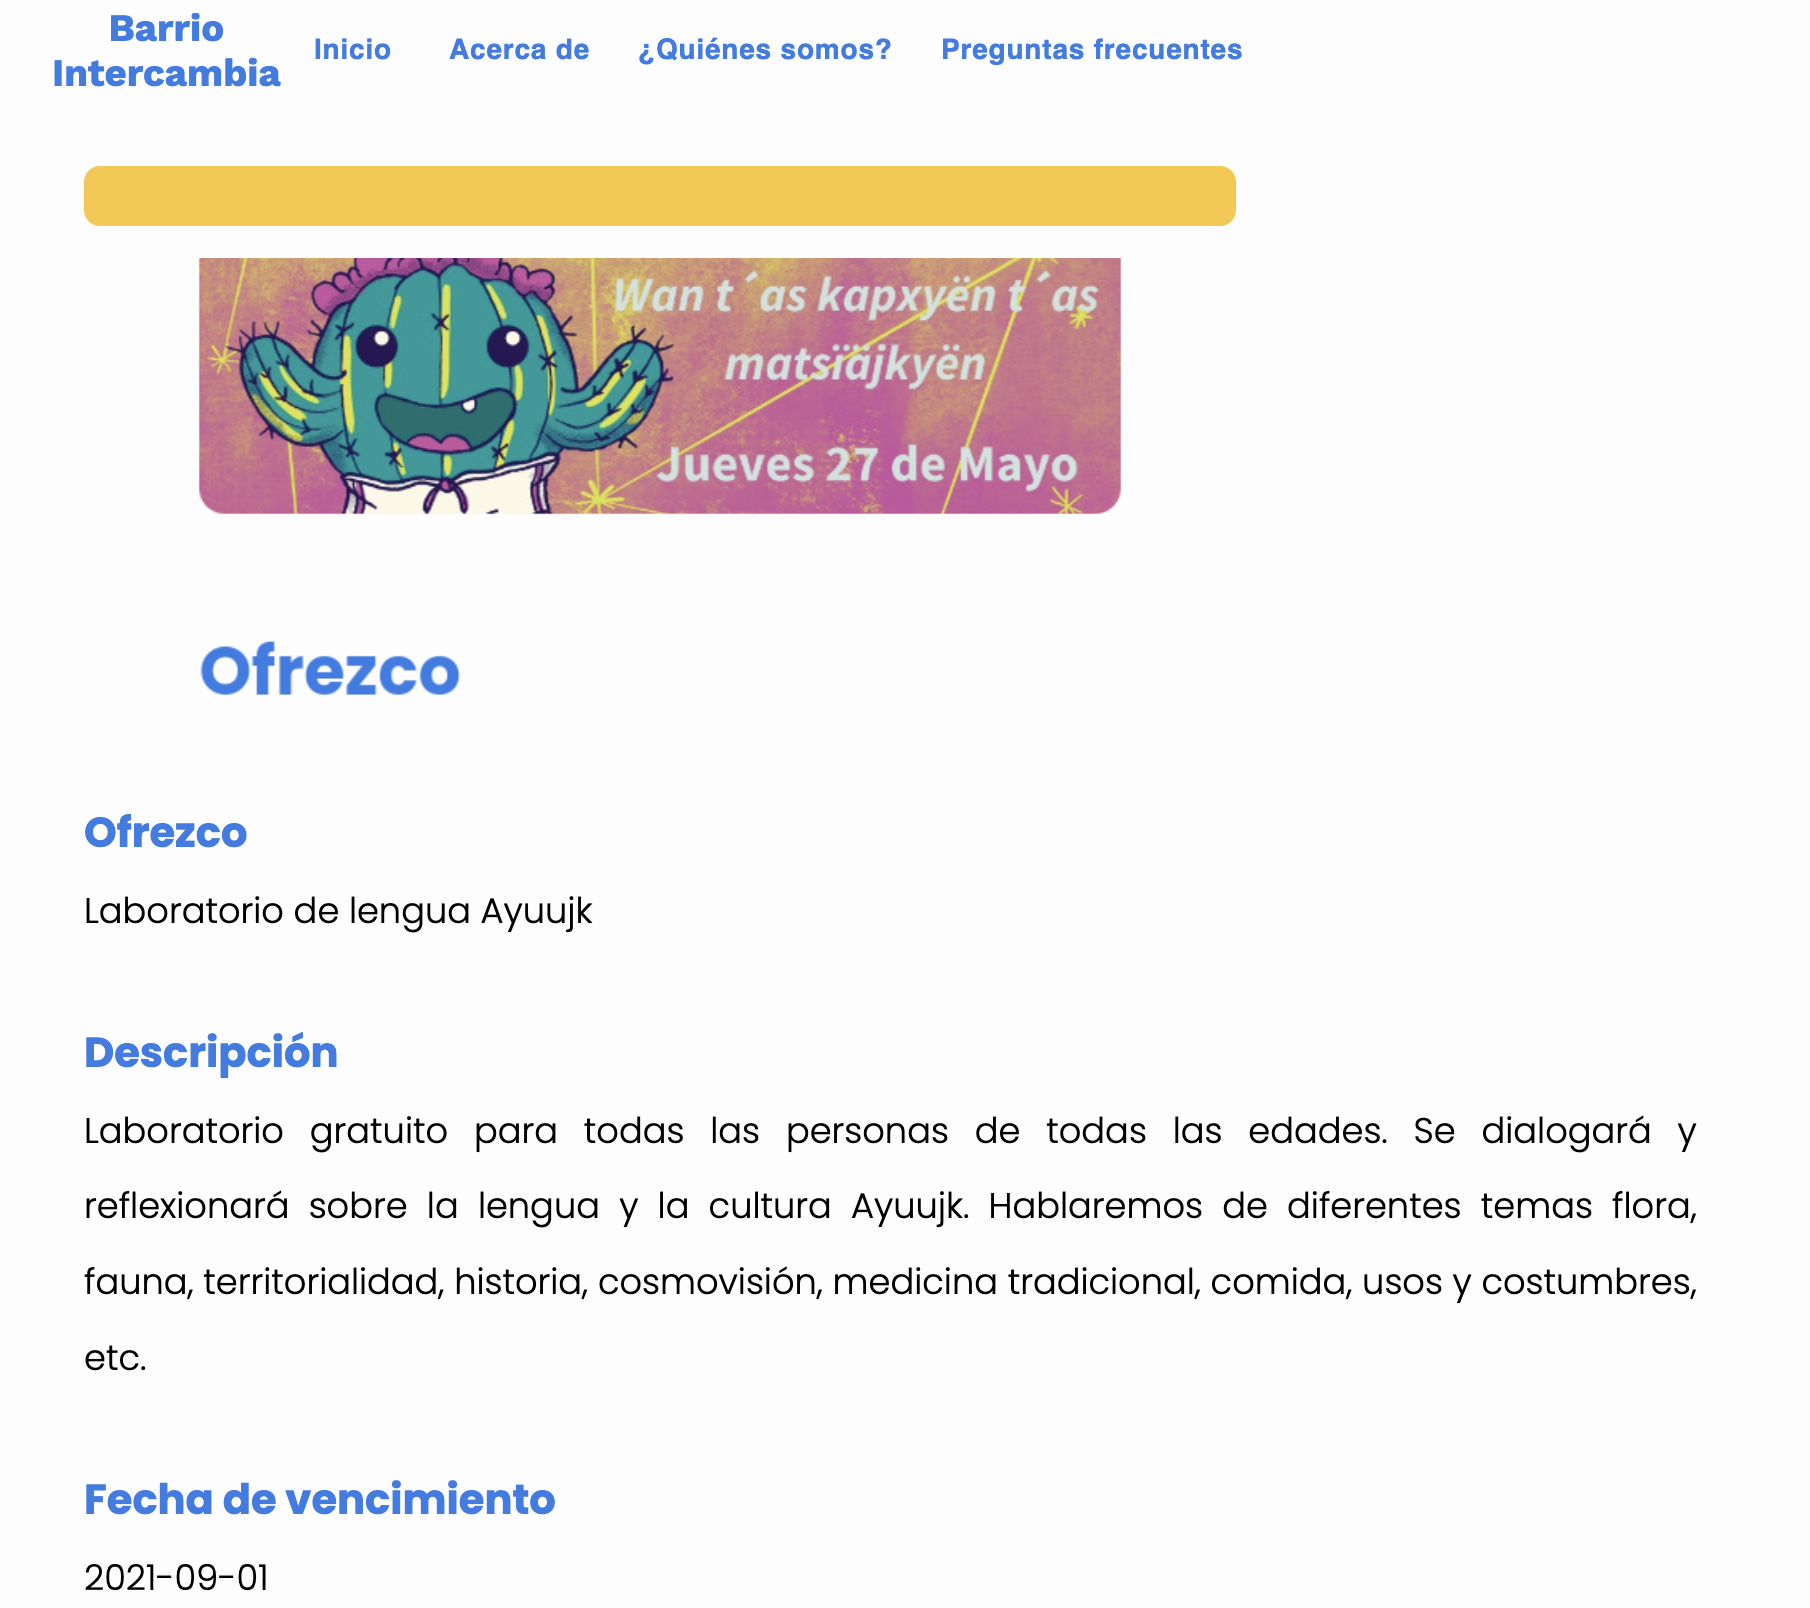 Barrio
Intercambia
Inicio
Acerca de
¿Quiénes somos?
Preguntas frecuentes
Wan t´as kapxyën t´as
matsïäjkyën
Jueves 27 de Mayo
Ofrezco
Ofrezco
Laboratorio de lengua Ayuujk
Descripción
Laboratorio gratuito para todas las personas de todas las edades. Se dialogará y
reflexionará sobre la lengua y la cultura Ayuujk. Hablaremos de diferentes temas flora,
fauna, territorialidad, historia, cosmovisión, medicina tradicional, comida, usos y costumbres,
etc.
Fecha de vencimiento
2021-09-01